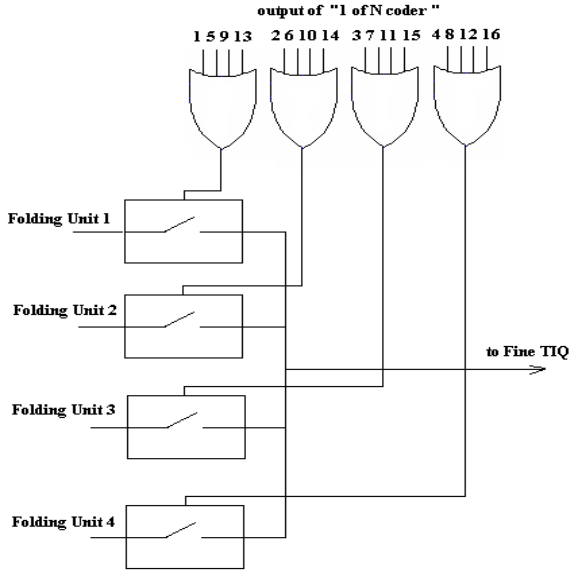 output of "1 of N coder"
1 5 9 13 2 6 10 14 3 7 11 15 4 8 12 16
Folding Unit 1
Folding Unit 2
to Fine TIQ
Folding Unit 3
Folding Unit 4